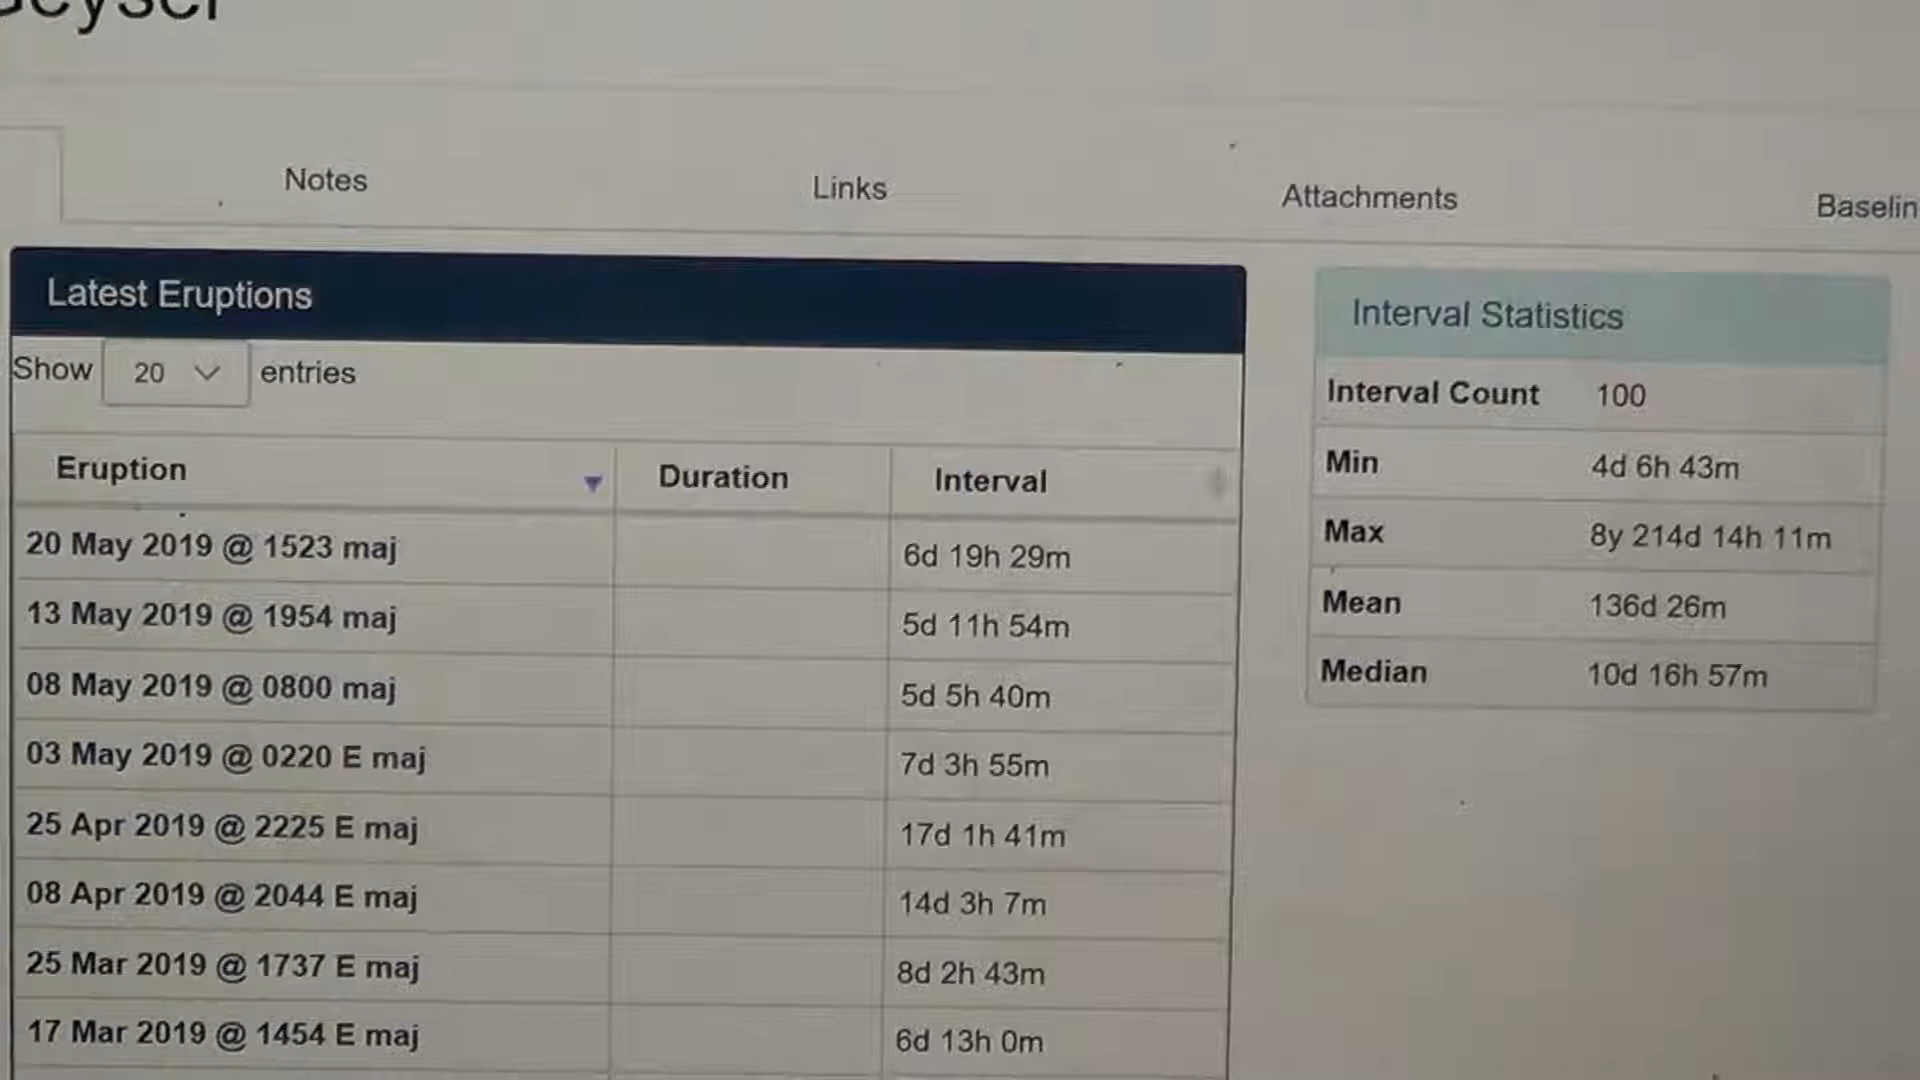 Geyser
Notes
Links
Attachments
Baselin
Latest Eruptions
Show 20 entries
Eruption Duration Interval
20 May 2019 @ 1523 maj 6d 19h 29m
13 May 2019 @ 1954 maj 5d 11h 54m
08 May 2019 @ 0800 maj 5d 5h 40m
03 May 2019 @ 0220 E maj 7d 3h 55m
25 Apr 2019 @ 2225 E maj 17d 1h 41m
08 Apr 2019 @ 2044 E maj 14d 3h 7m
25 Mar 2019 @ 1737 E maj 8d 2h 43m
17 Mar 2019 @ 1454 E maj 6d 13h 0m
Interval Statistics
Interval Count 100
Min 4d 6h 43m
Max 8y 214d 14h 11m
Mean 136d 26m
Median 10d 16h 57m